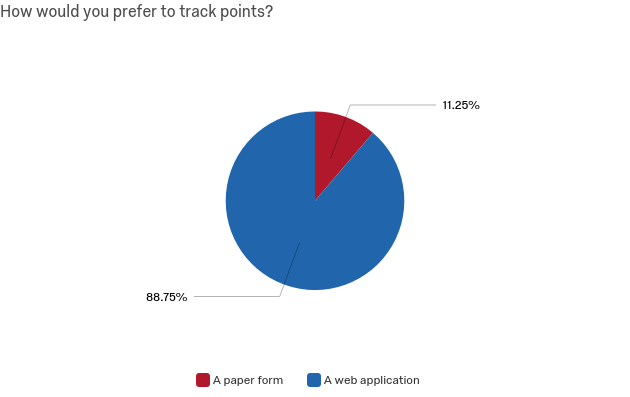 How would you prefer to track points?
11.25%
88.75%
A paper form
A web application